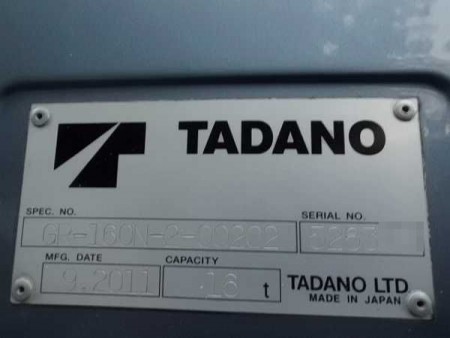 TADANO
SPEC. NO. SERIAL NO.
GR-160N-2-00202
MFG. DATE CAPACITY
9.2011 16 t TADANO LTD
MADE IN JAPAN